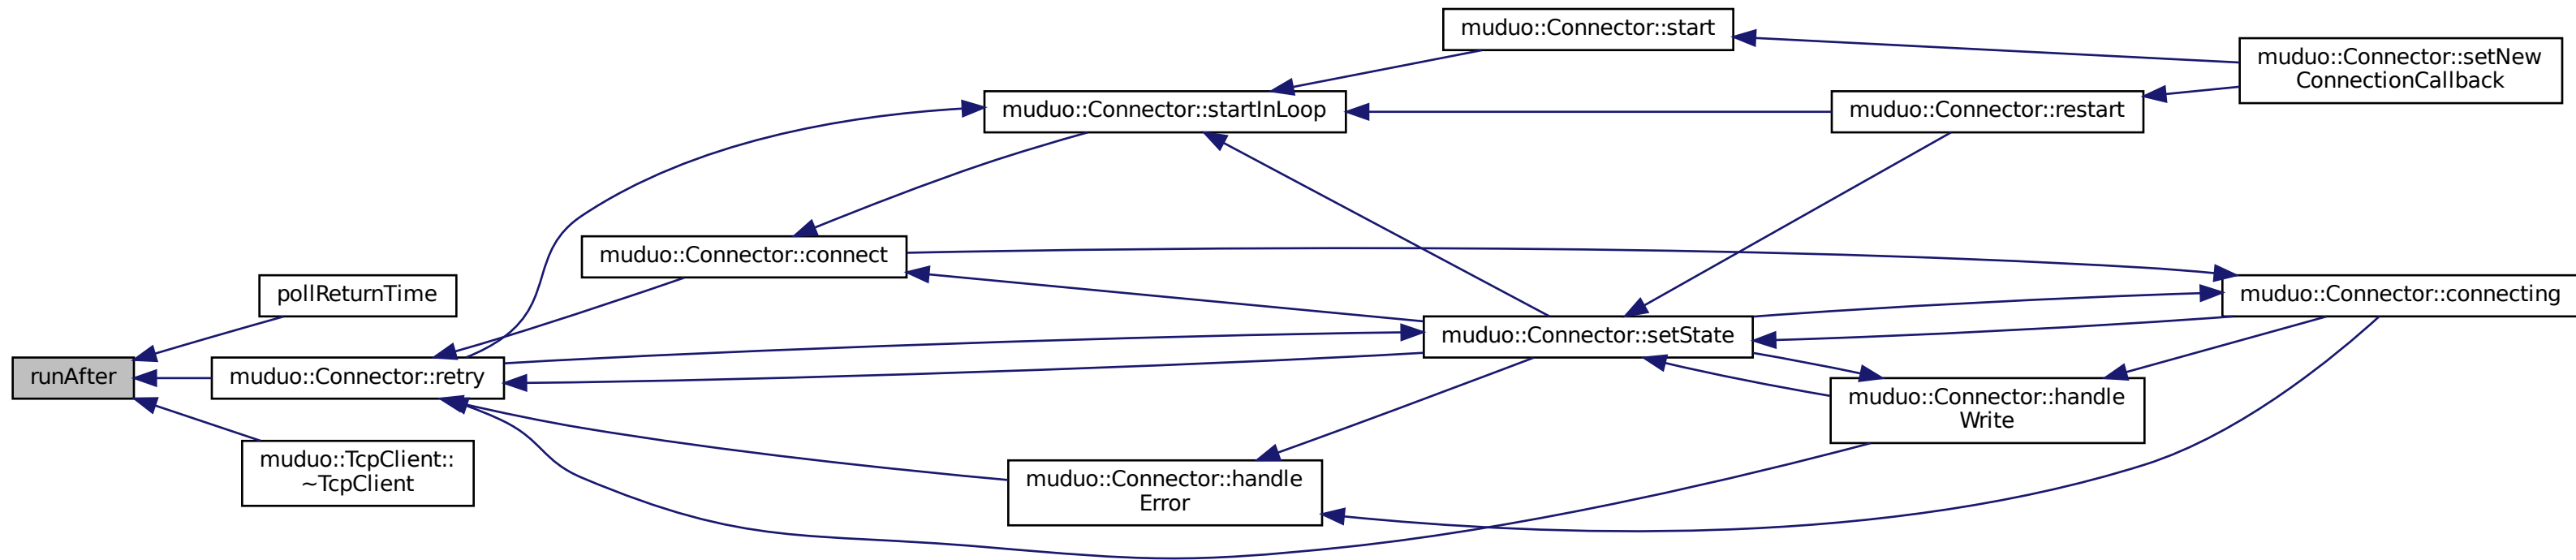 muduo::Connector::start
muduo::Connector::setNew
ConnectionCallback
muduo::Connector::startInLoop
muduo::Connector::restart
muduo::Connector::connect
pollReturnTime
muduo::Connector::connecting
muduo::Connector::setState
runAfter
muduo::Connector::retry
muduo::Connector::handle
Write
muduo::TcpClient::
~TcpClient
muduo::Connector::handle
Error